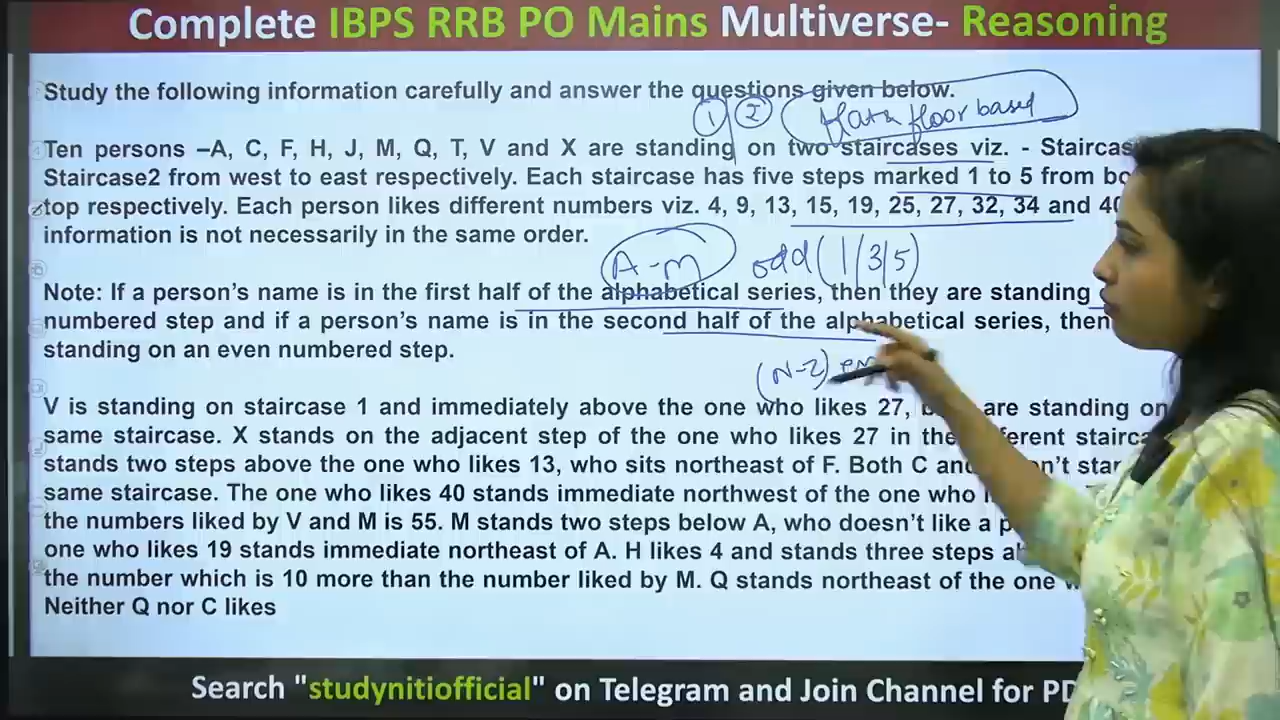 Complete IBPS RRB PO Mains Multiverse- Reasoning
Study the following information carefully and answer the questions given below.
1 2 flat & floor based
Ten persons –A, C, F, H, J, M, Q, T, V and X are standing on two staircases viz. -
Staircase2 from west to east respectively. Each staircase has five steps marked 1 to 5 from
top respectively. Each person likes different numbers viz. 4, 9, 13, 15, 19, 25, 27, 32, 34 and
information is not necessarily in the same order.
A-M odd (1/3/5)
Note: If a person's name is in the first half of the alphabetical series, then they are standing
numbered step and if a person's name is in the second half of the alphabetical series, then
standing on an even numbered step.
(N-Z)
V is standing on staircase 1 and immediately above the one who likes 27, are standing on
same staircase. X stands on the adjacent step of the one who likes 27 in the
stands two steps above the one who likes 13, who sits northeast of F. Both C
same staircase. The one who likes 40 stands immediate northwest of the one who
the numbers liked by V and M is 55. M stands two steps below A, who doesn't like a
one who likes 19 stands immediate northeast of A. H likes 4 and stands three steps
the number which is 10 more than the number liked by M. Q stands northeast of the one
Neither Q nor C likes
Search "studynitiofficial" on Telegram and Join Channel for